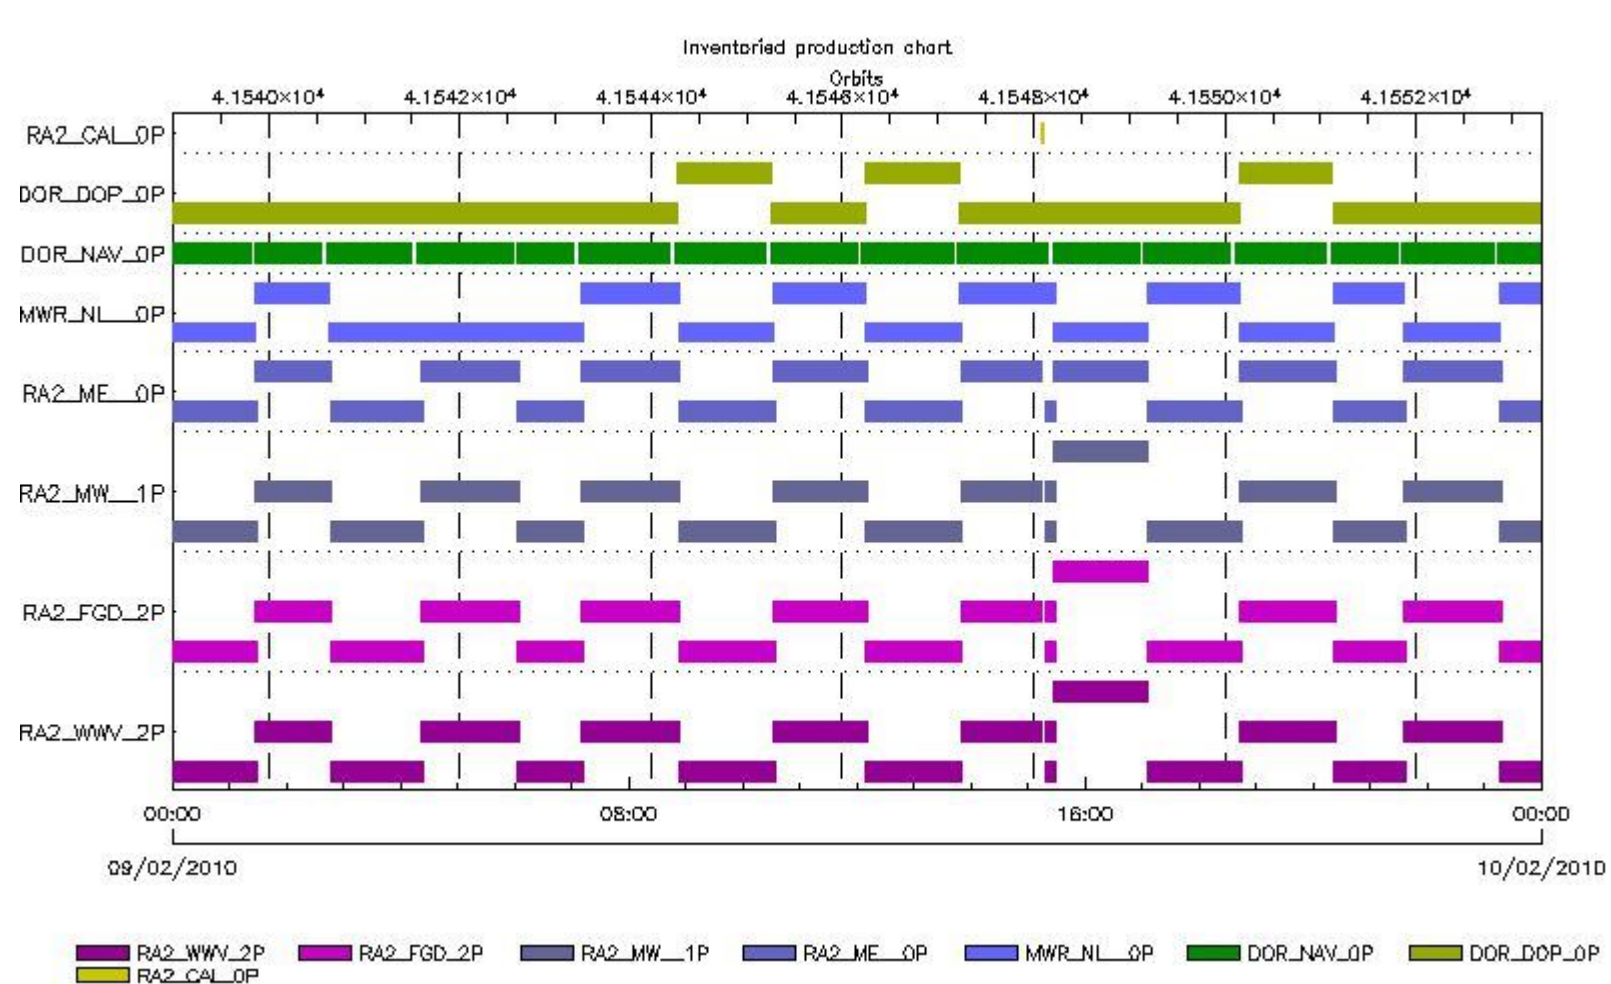 Inventoried production chart
Orbits
4.1540×10⁴ 4.1542×10⁴ 4.1544×10⁴ 4.1546×10⁴ 4.1548×10⁴ 4.1550×10⁴ 4.1552×10⁴
RA2_CAL_0P
DOR_DOP_0P
DOR_NAV_0P
MWR_NL__0P
RA2_ME__0P
RA2_MW__1P
RA2_FGD_2P
RA2_WWV_2P
00:00 08:00 16:00 00:00
09/02/2010 10/02/2010
RA2_WWV_2P RA2_FGD_2P RA2_MW__1P RA2_ME__0P MWR_NL__0P DOR_NAV_0P DOR_DOP_0P
RA2_CAL_0P